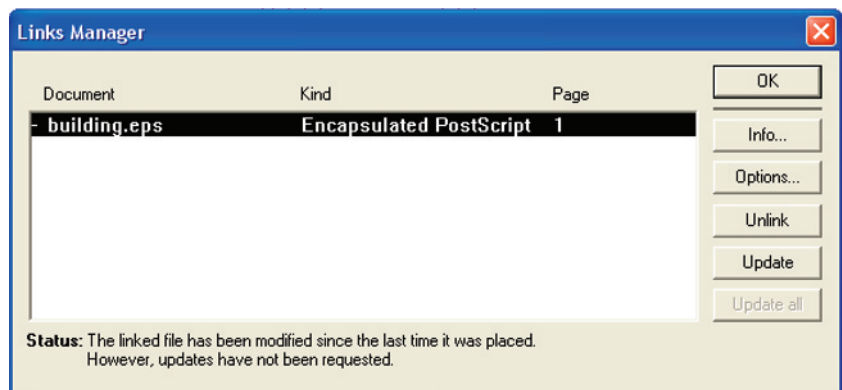 Links Manager
Document Kind Page
OK
- building.eps Encapsulated PostScript 1
Info...
Options...
Unlink
Update
Update all
Status: The linked file has been modified since the last time it was placed.
However, updates have not been requested.